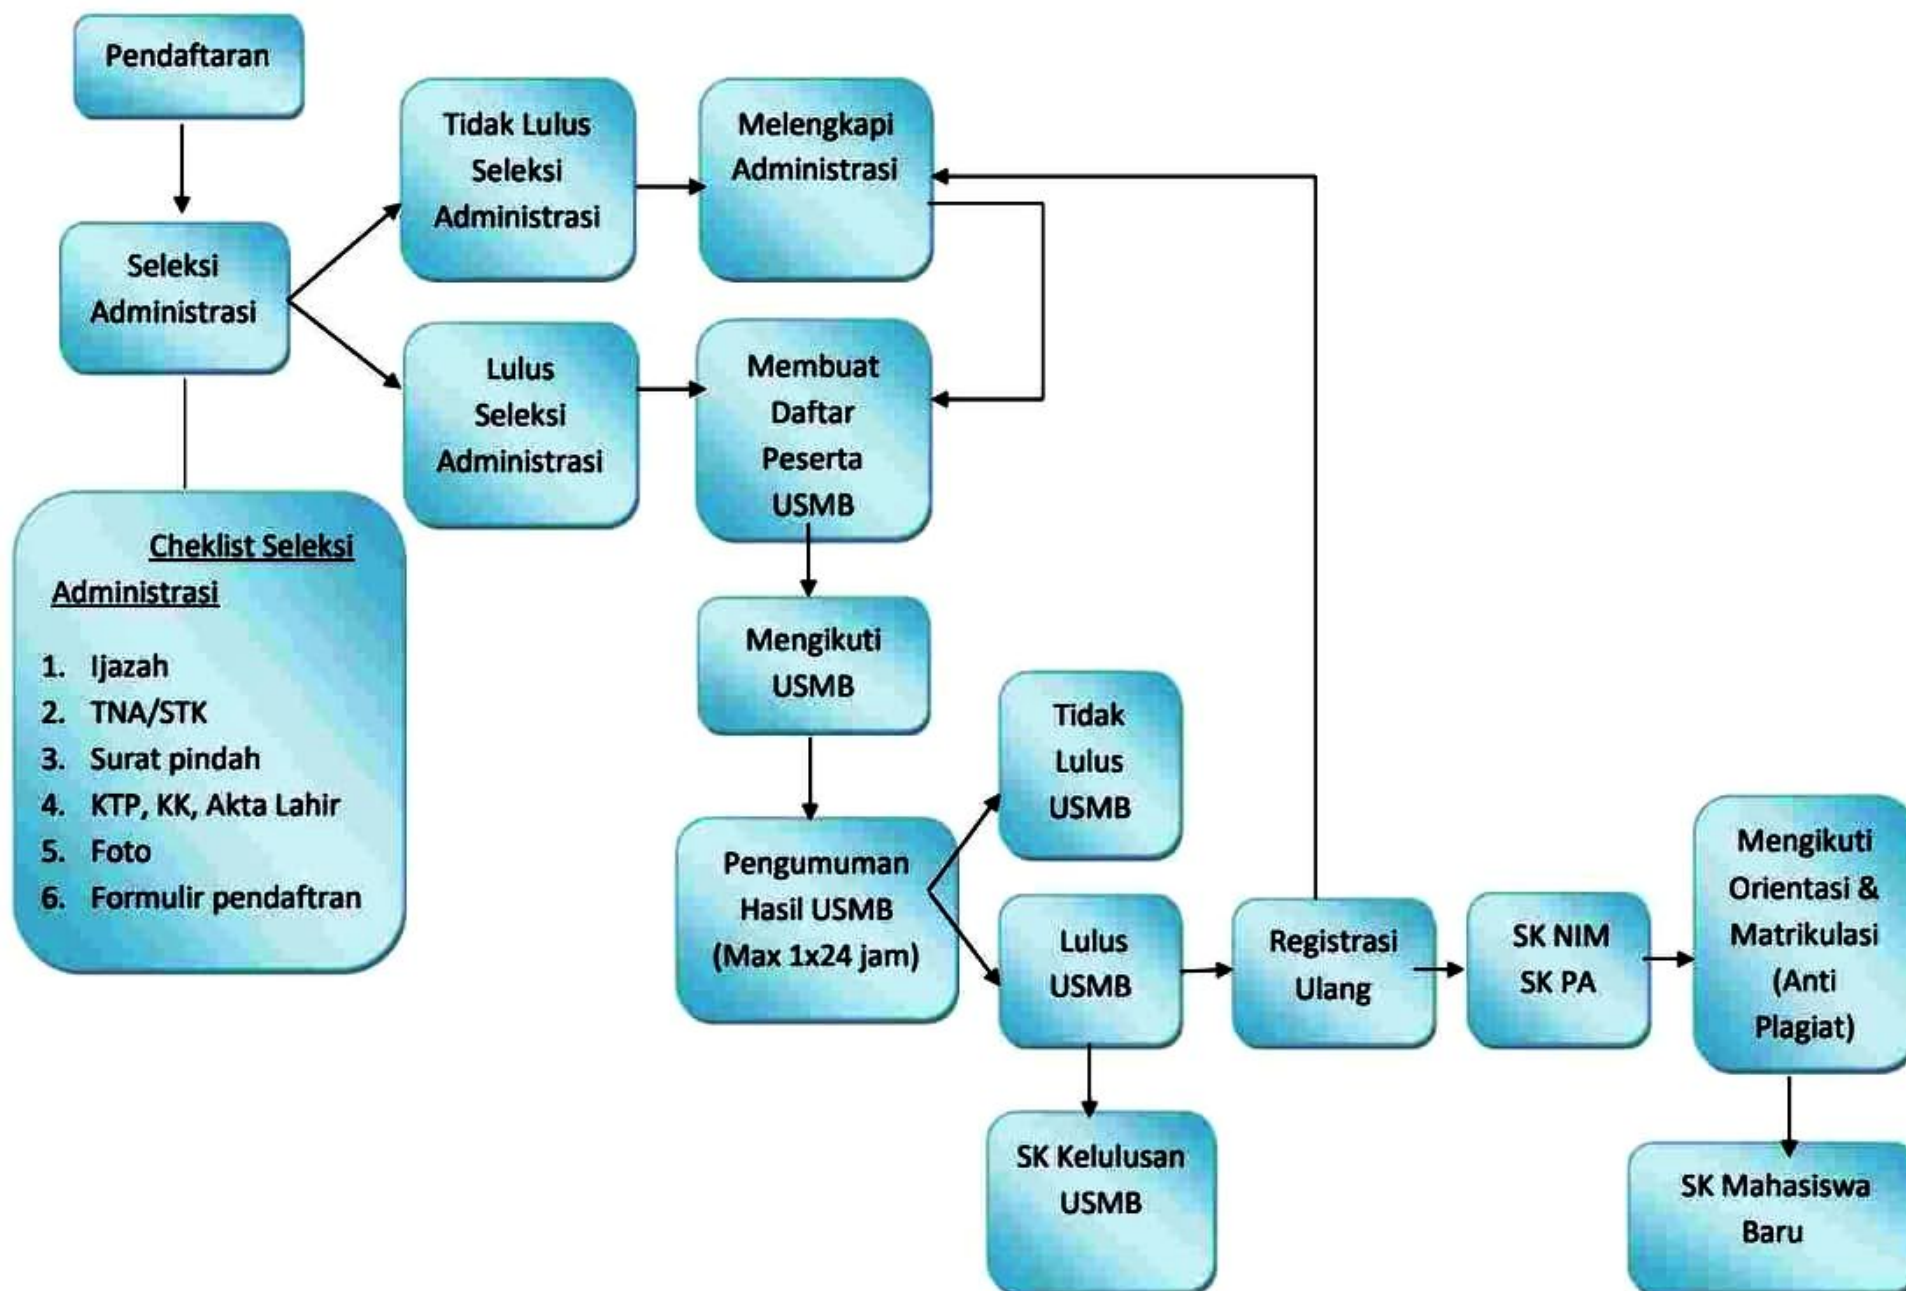 Pendaftaran
Seleksi
Administrasi
Tidak Lulus
Seleksi
Administrasi
Melengkapi
Administrasi
Lulus
Seleksi
Administrasi
Membuat
Daftar
Peserta
USMB
Cheklist Seleksi
Administrasi
1. Ijazah
2. TNA/STK
3. Surat pindah
4. KTP, KK, Akta Lahir
5. Foto
6. Formulir pendaftran
Mengikuti
USMB
Pengumuman
Hasil USMB
(Max 1x24 jam)
Tidak
Lulus
USMB
Lulus
USMB
SK Kelulusan
USMB
Registrasi
Ulang
SK NIM
SK PA
Mengikuti
Orientasi &
Matrikulasi
(Anti
Plagiat)
SK Mahasiswa
Baru